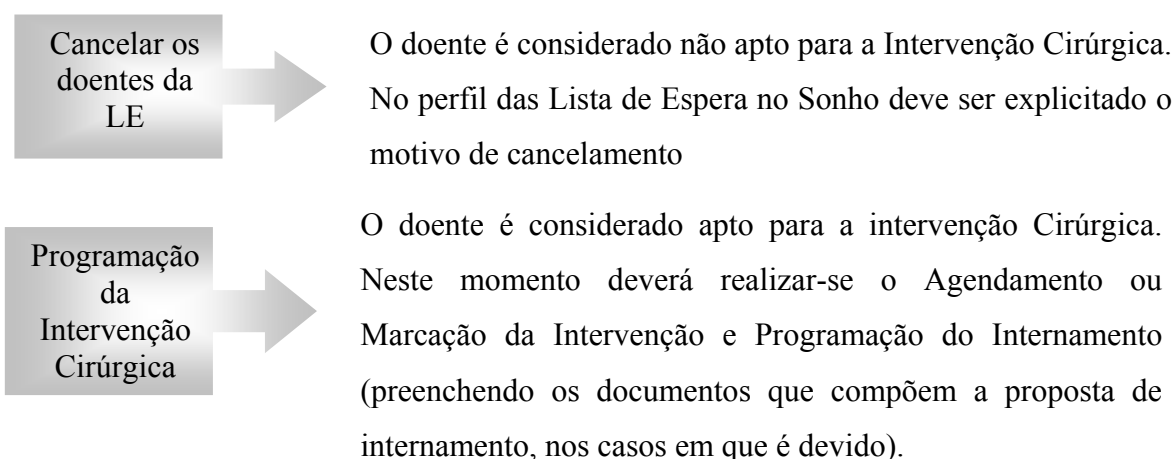 Cancelar os
doentes da
LE
O doente é considerado não apto para a Intervenção Cirúrgica.
No perfil das Lista de Espera no Sonho deve ser explicitado o
motivo de cancelamento
Programação
da
Intervenção
Cirúrgica
O doente é considerado apto para a intervenção Cirúrgica.
Neste momento deverá realizar-se o Agendamento ou
Marcação da Intervenção e Programação do Internamento
(preenchendo os documentos que compõem a proposta de
internamento, nos casos em que é devido).